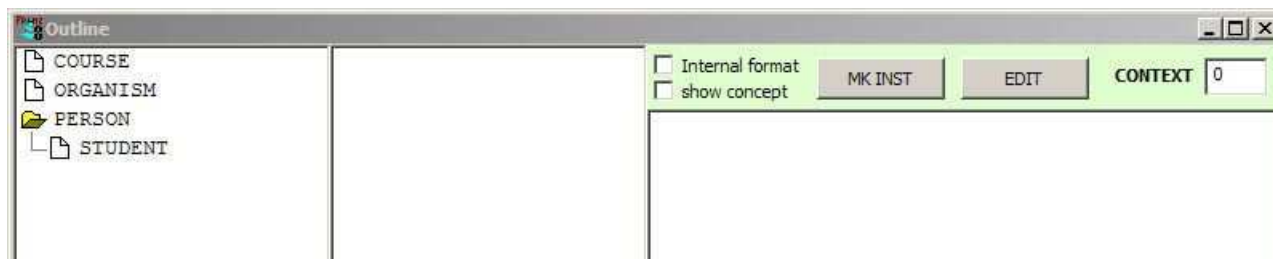 Outline
COURSE
ORGANISM
PERSON
STUDENT
Internal format
show concept
MK INST
EDIT
CONTEXT 0